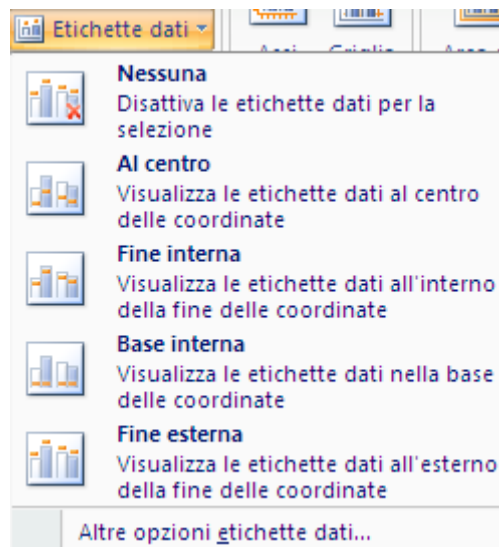 Etichette dati
Nessuna
Disattiva le etichette dati per la
selezione
Al centro
Visualizza le etichette dati al centro
delle coordinate
Fine interna
Visualizza le etichette dati all'interno
della fine delle coordinate
Base interna
Visualizza le etichette dati nella base
delle coordinate
Fine esterna
Visualizza le etichette dati all'esterno
della fine delle coordinate
Altre opzioni etichette dati...